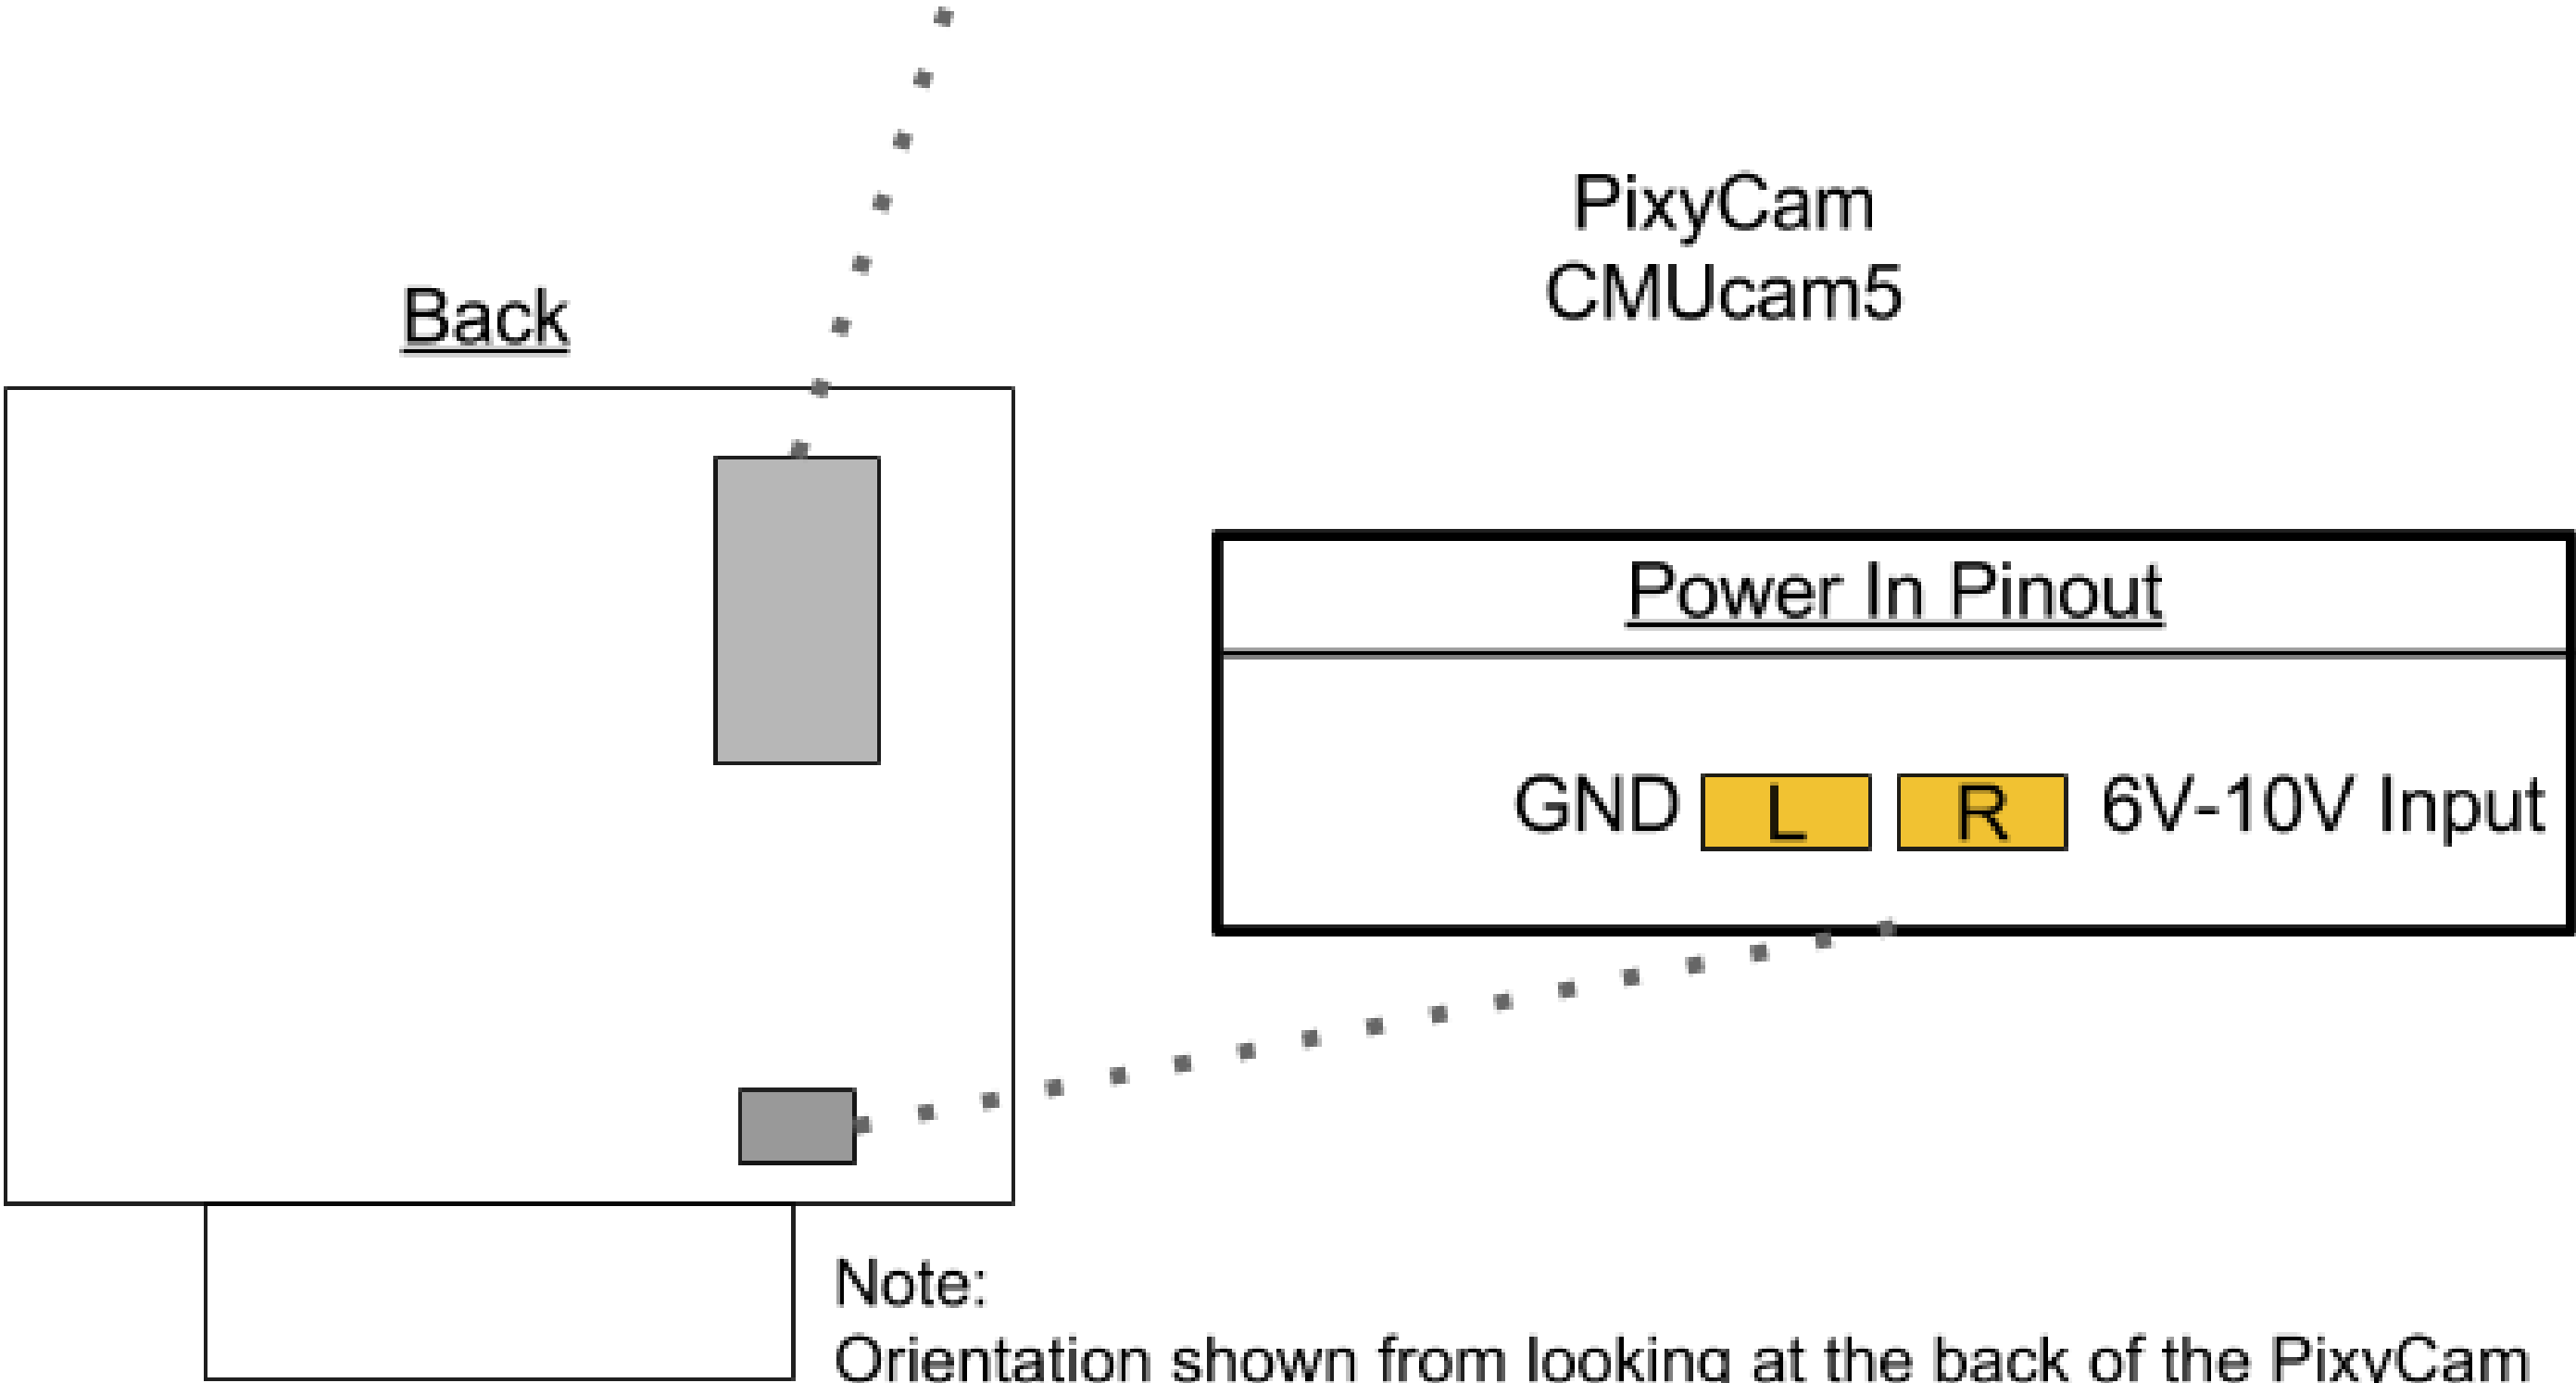 PixyCam
CMUcam5
Back
Power In Pinout
GND L R 6V-10V Input
Note:
Orientation shown from looking at the back of the PixyCam